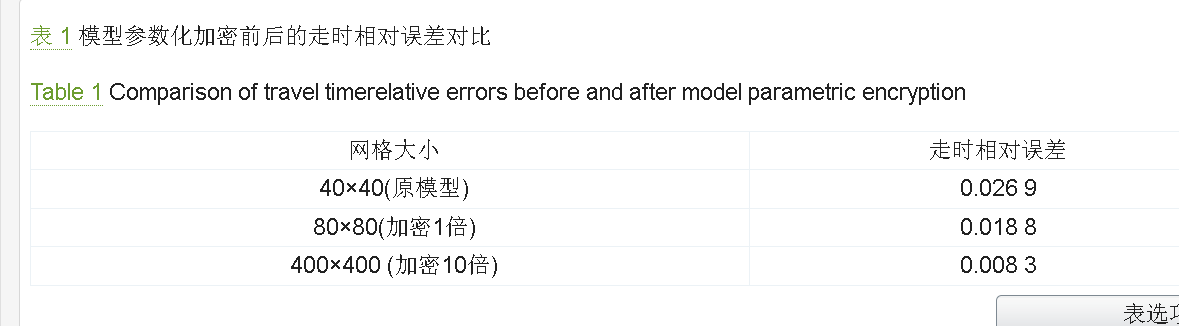 表 1 模型参数化加密前后的走时相对误差对比
Table 1 Comparison of travel timerelative errors before and after model parametric encryption
网格大小 走时相对误差
40×40(原模型) 0.026 9
80×80(加密1倍) 0.018 8
400×400 (加密10倍) 0.008 3
表选项